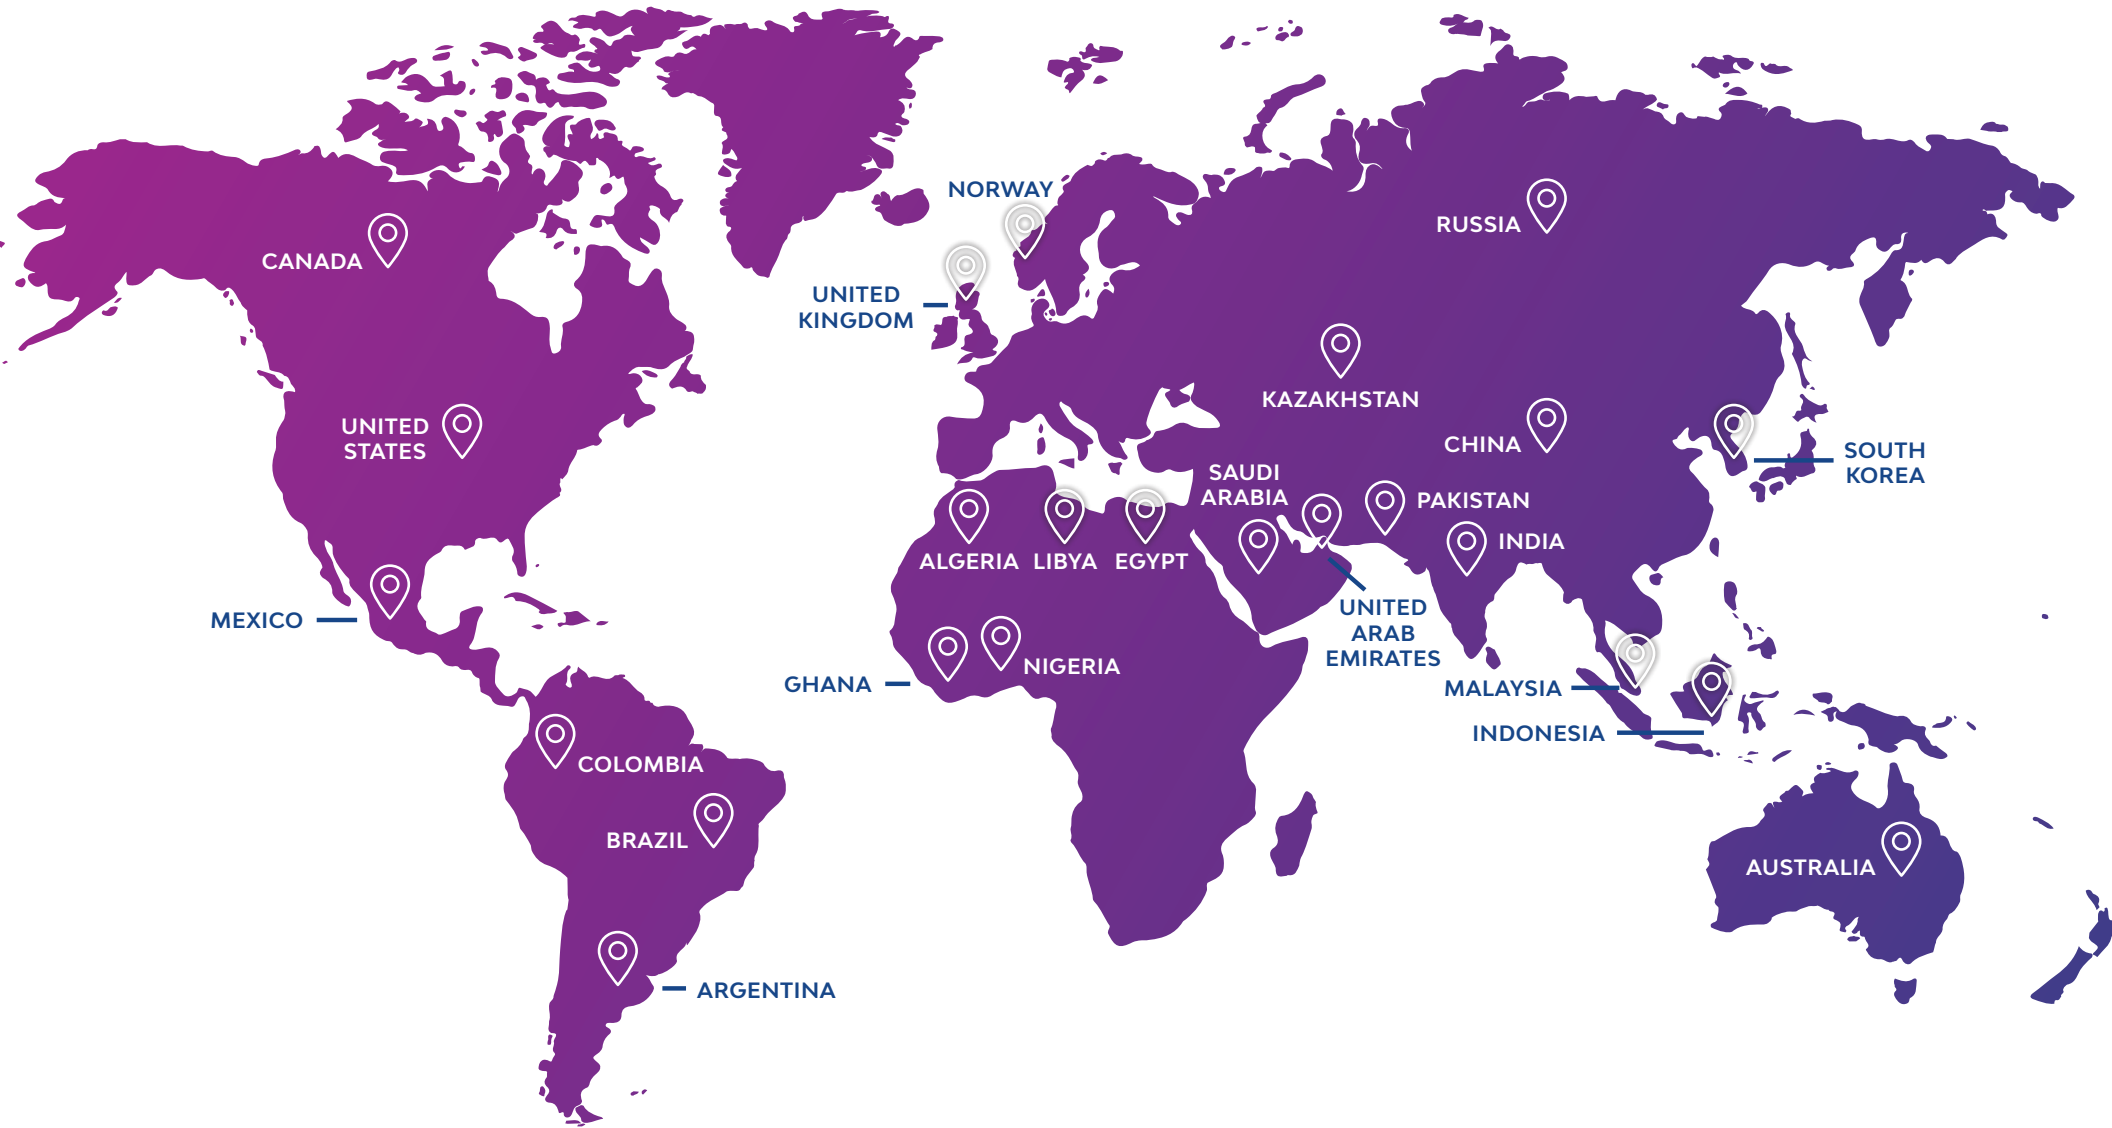 NORWAY
RUSSIA
CANADA
UNITED
KINGDOM
KAZAKHSTAN
UNITED
STATES
CHINA
SOUTH
KOREA
SAUDI
ARABIA
PAKISTAN
INDIA
ALGERIA
LIBYA
EGYPT
UNITED
ARAB
EMIRATES
MEXICO
NIGERIA
GHANA
MALAYSIA
INDONESIA
COLOMBIA
BRAZIL
AUSTRALIA
ARGENTINA